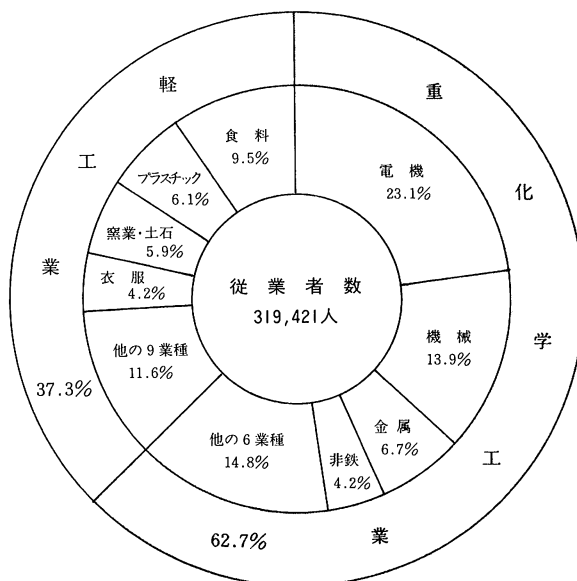 重化学工業
62.7%
軽工業
37.3%
電機
23.1%
機械
13.9%
金属
6.7%
非鉄
4.2%
他の6業種
14.8%
他の9業種
11.6%
衣服
4.2%
窯業・土石
5.9%
プラスチック
6.1%
食料
9.5%
従業者数
319,421人